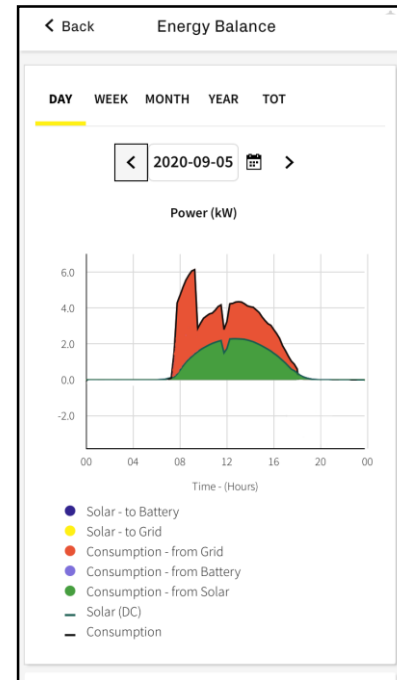 Back Energy Balance
DAY WEEK MONTH YEAR TOT
2020-09-05
Power (kW)
6.0
4.0
2.0
0.0
-2.0
00 04 08 12 16 20 00
Time - (Hours)
Solar - to Battery
Solar - to Grid
Consumption - from Grid
Consumption - from Battery
Consumption - from Solar
Solar (DC)
Consumption